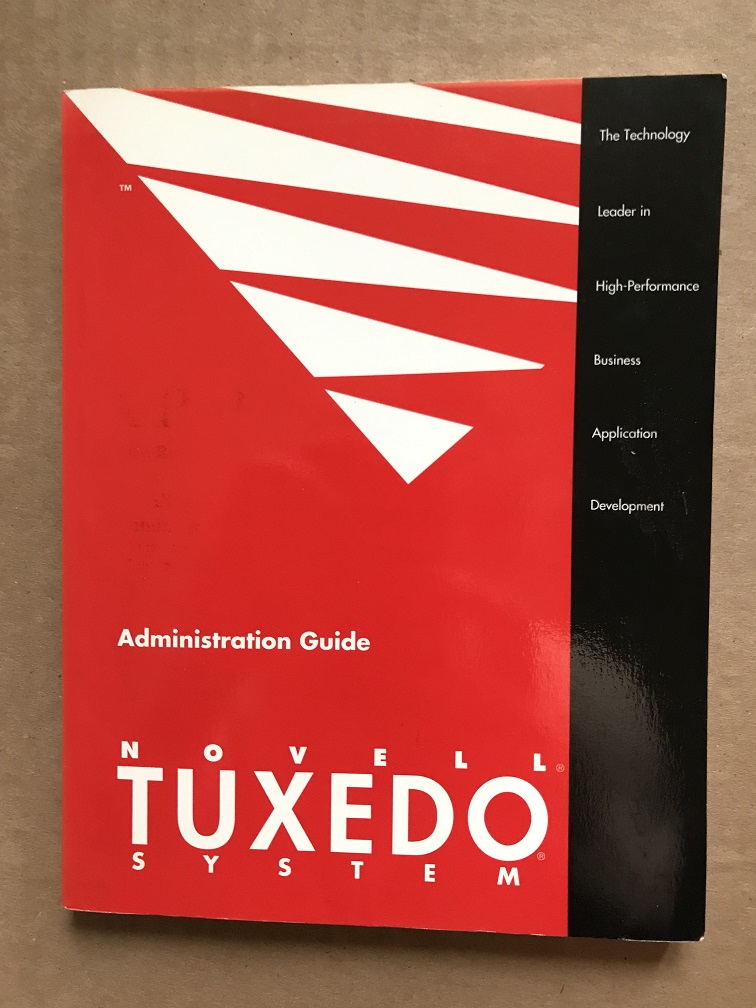 The Technology
Leader in
High-Performance
Business
Application
Development
™
Administration Guide
NOVELL®
TUXEDO®
SYSTEM